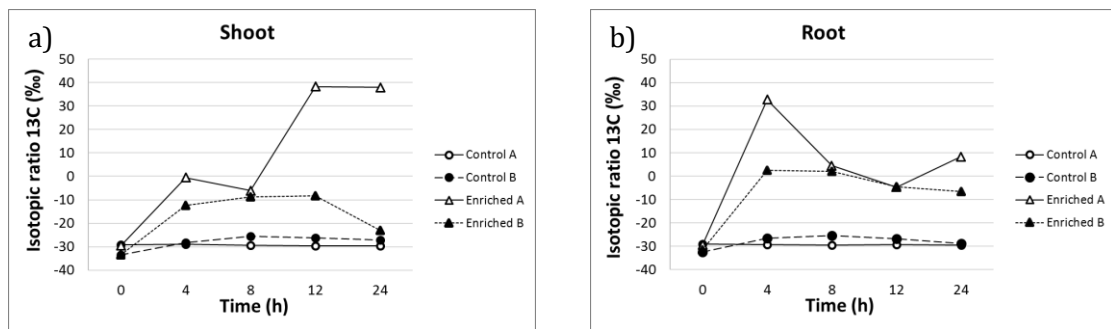 a)
Shoot
Isotopic ratio 13C (‰)
50
40
30
20
10
0
-10
-20
-30
-40
0 4 8 12 24
Time (h)
Control A
Control B
Enriched A
Enriched B
b)
Root
Isotopic ratio 13C (‰)
50
40
30
20
10
0
-10
-20
-30
-40
0 4 8 12 24
Time (h)
Control A
Control B
Enriched A
Enriched B